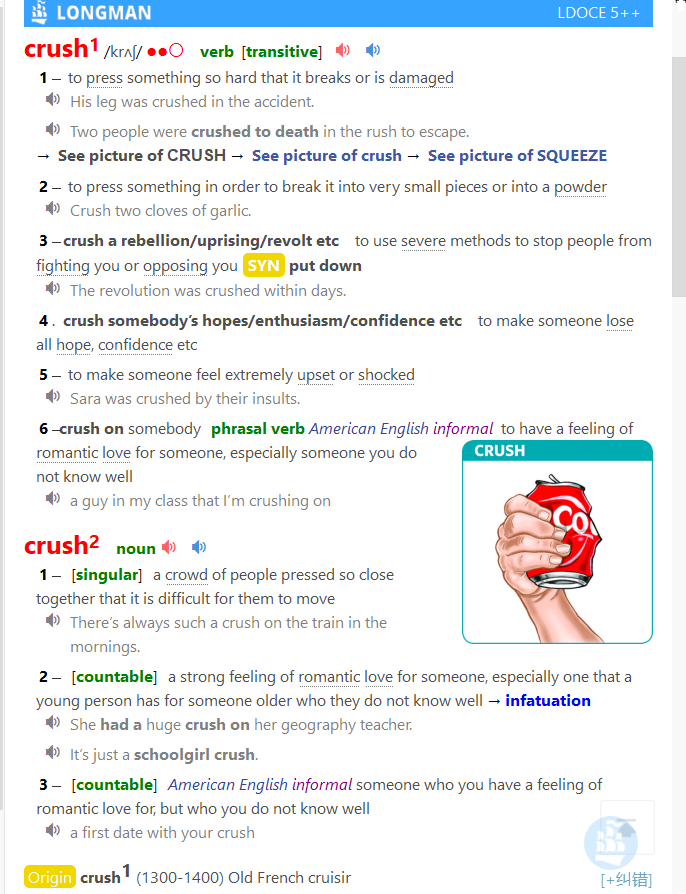 LONGMAN LDOCE 5++
crush1 /krʌʃ/ ●●○ verb [transitive]
1 – to press something so hard that it breaks or is damaged
His leg was crushed in the accident.
Two people were crushed to death in the rush to escape.
→ See picture of CRUSH → See picture of crush → See picture of SQUEEZE
2 – to press something in order to break it into very small pieces or into a powder
Crush two cloves of garlic.
3 – crush a rebellion/uprising/revolt etc to use severe methods to stop people from
fighting you or opposing you SYN put down
The revolution was crushed within days.
4 . crush somebody’s hopes/enthusiasm/confidence etc to make someone lose
all hope, confidence etc
5 – to make someone feel extremely upset or shocked
Sara was crushed by their insults.
6 –crush on somebody phrasal verb American English informal to have a feeling of
romantic love for someone, especially someone you do
not know well
a guy in my class that I’m crushing on
CRUSH
CO
crush2 noun
1 – [singular] a crowd of people pressed so close
together that it is difficult for them to move
There’s always such a crush on the train in the
mornings.
2 – [countable] a strong feeling of romantic love for someone, especially one that a
young person has for someone older who they do not know well → infatuation
She had a huge crush on her geography teacher.
It’s just a schoolgirl crush.
3 – [countable] American English informal someone who you have a feeling of
romantic love for, but who you do not know well
a first date with your crush
Origin crush1 (1300-1400) Old French cruisir
[+纠错]